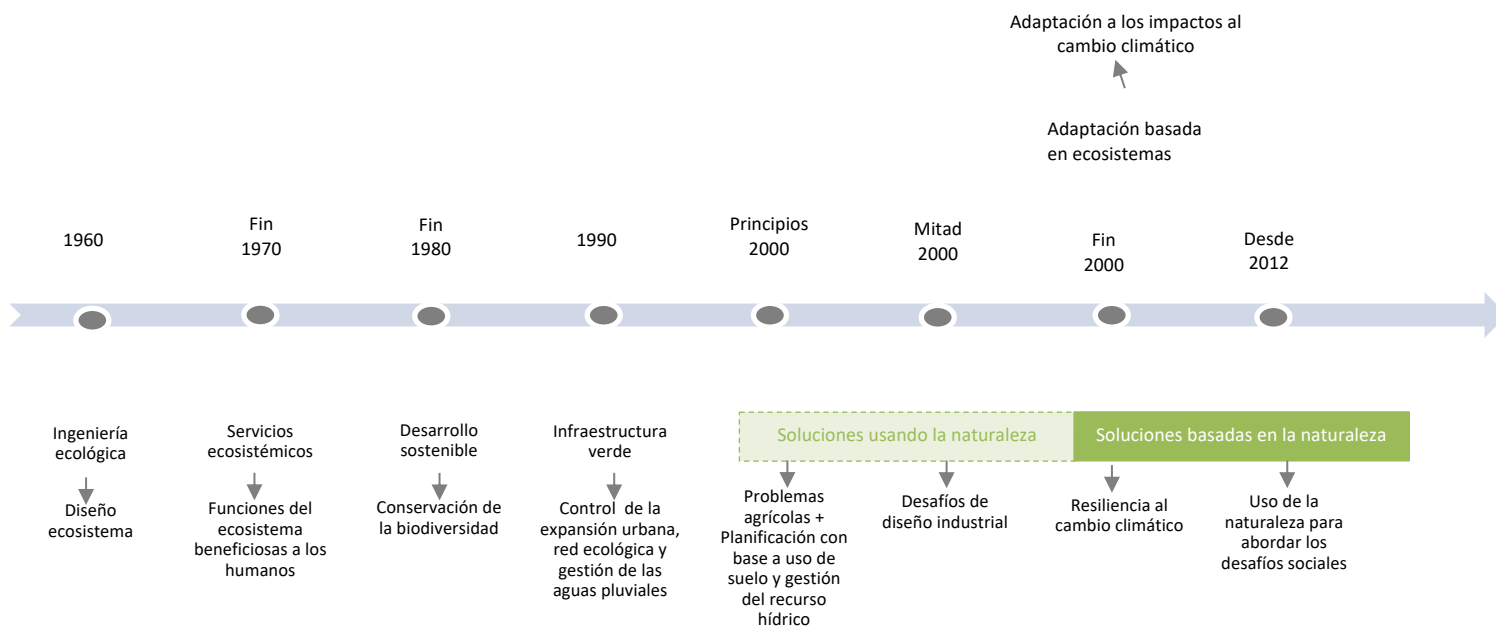 Adaptación a los impactos al
cambio climático
Adaptación basada
en ecosistemas
1960
Fin
1970
Fin
1980
1990
Principios
2000
Mitad
2000
Fin
2000
Desde
2012
Ingeniería
ecológica
Diseño
ecosistema
Servicios
ecosistémicos
Funciones del
ecosistema
beneficiosas a los
humanos
Desarrollo
sostenible
Conservación de
la biodiversidad
Infraestructura
verde
Control de la
expansión urbana,
red ecológica y
gestión de las
aguas pluviales
Soluciones usando la naturaleza
Problemas
agrícolas +
Planificación con
base a uso de
suelo y gestión
del recurso
hídrico
Desafíos de
diseño industrial
Soluciones basadas en la naturaleza
Resiliencia al
cambio climático
Uso de la
naturaleza para
abordar los
desafíos sociales